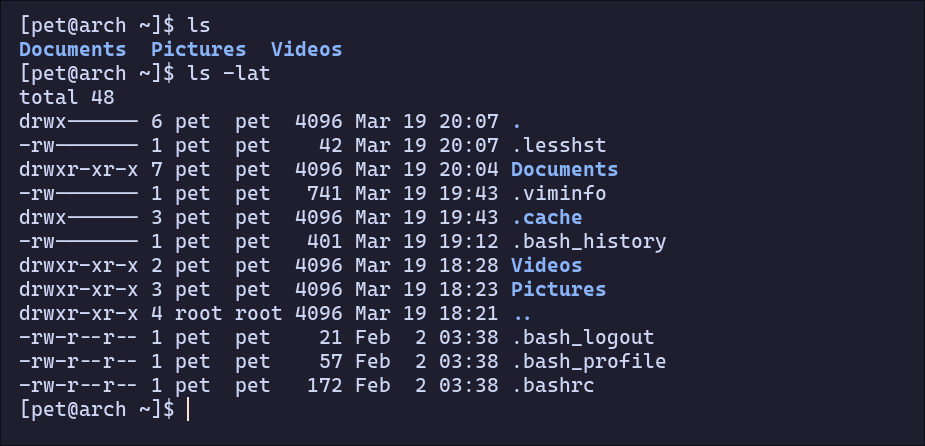 [pet@arch ~]$ ls
Documents  Pictures  Videos
[pet@arch ~]$ ls -lat
total 48
drwx------ 6 pet  pet  4096 Mar 19 20:07 .
-rw------- 1 pet  pet    42 Mar 19 20:07 .lesshst
drwxr-xr-x 7 pet  pet  4096 Mar 19 20:04 Documents
-rw------- 1 pet  pet   741 Mar 19 19:43 .viminfo
drwx------ 3 pet  pet  4096 Mar 19 19:43 .cache
-rw------- 1 pet  pet   401 Mar 19 19:12 .bash_history
drwxr-xr-x 2 pet  pet  4096 Mar 19 18:28 Videos
drwxr-xr-x 3 pet  pet  4096 Mar 19 18:23 Pictures
drwxr-xr-x 4 root root 4096 Mar 19 18:21 ..
-rw-r--r-- 1 pet  pet    21 Feb  2 03:38 .bash_logout
-rw-r--r-- 1 pet  pet    57 Feb  2 03:38 .bash_profile
-rw-r--r-- 1 pet  pet   172 Feb  2 03:38 .bashrc
[pet@arch ~]$